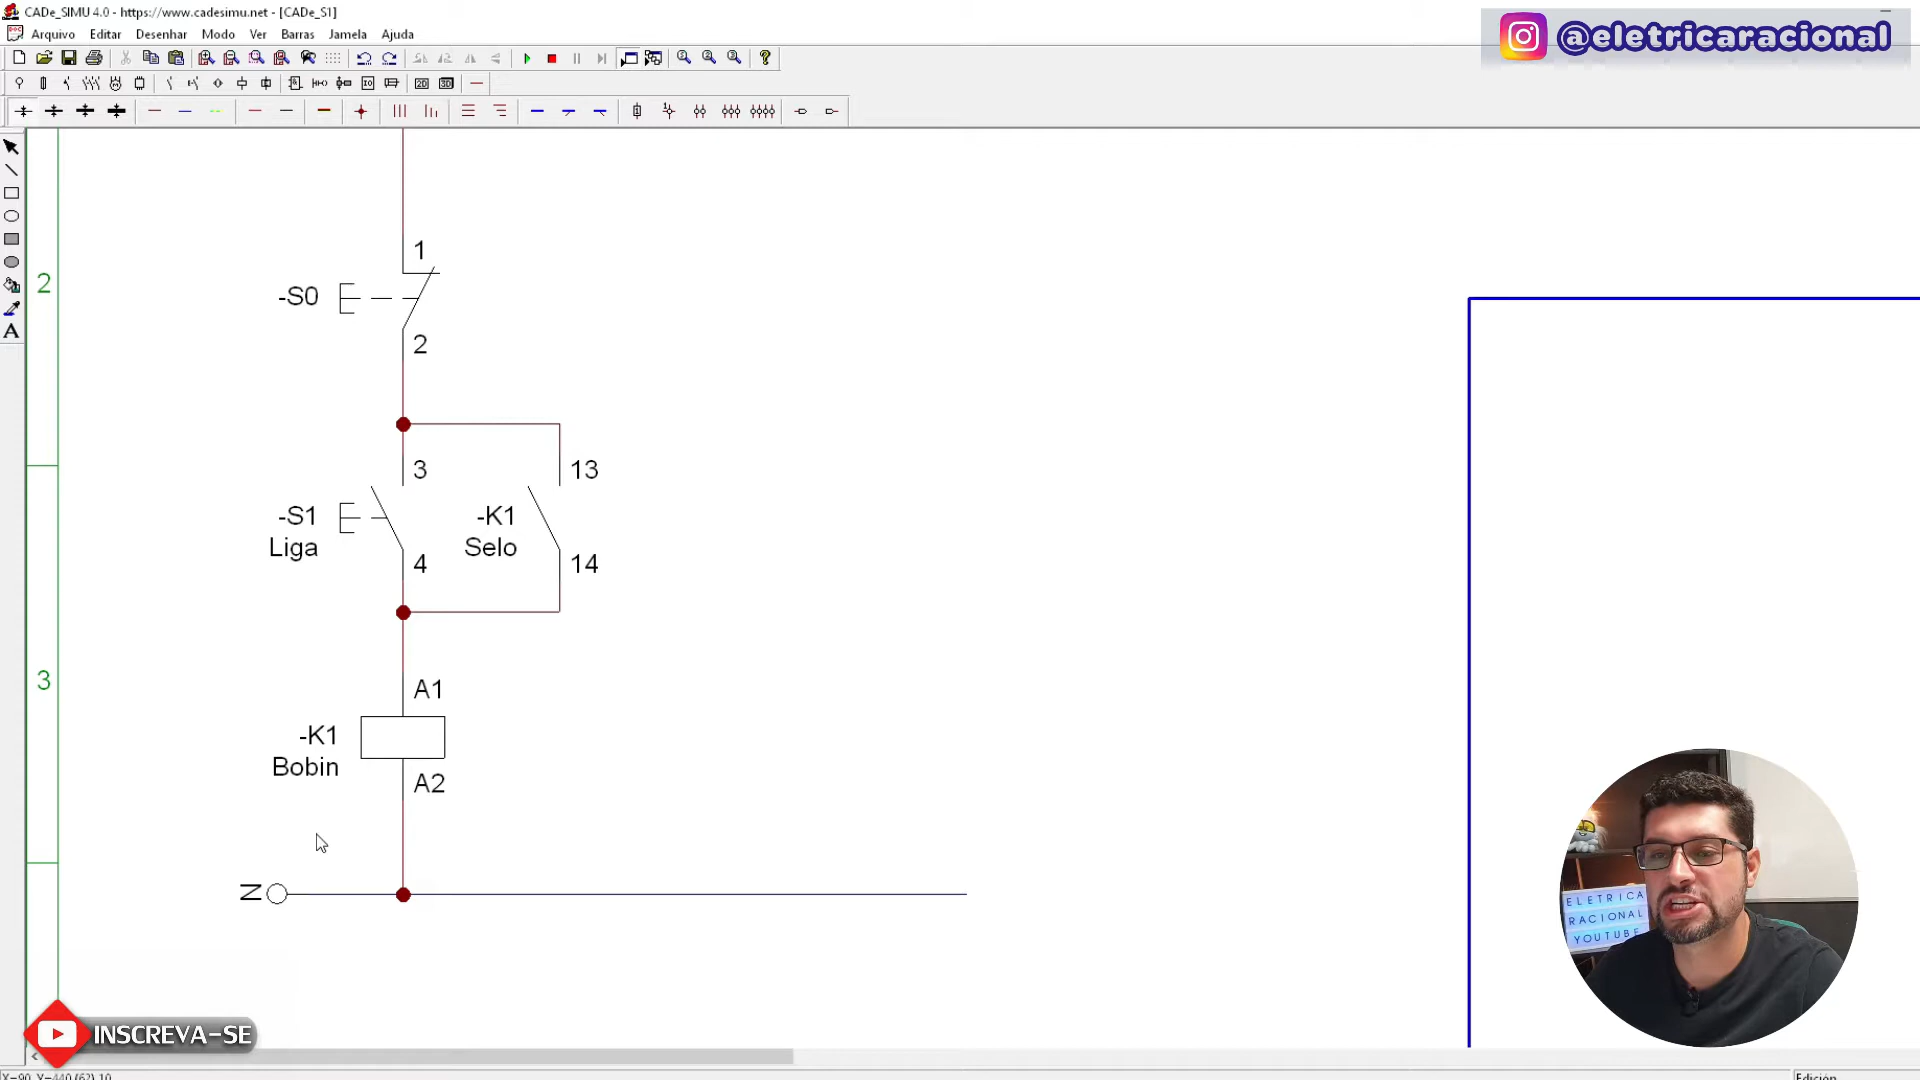 CADe_SIMU 4.0 - https://www.cadesimu.net - [CADe_S1]
Arquivo Editar Desenhar Modo Ver Barras Jamela Ajuda
@eletricaracional
2
1
-S0
2
3
13
-S1
Liga
-K1
Selo
4
14
3
A1
-K1
Bobin
A2
N
ELETRICA
RACIONAL
YOUTUBE
INSCREVA-SE